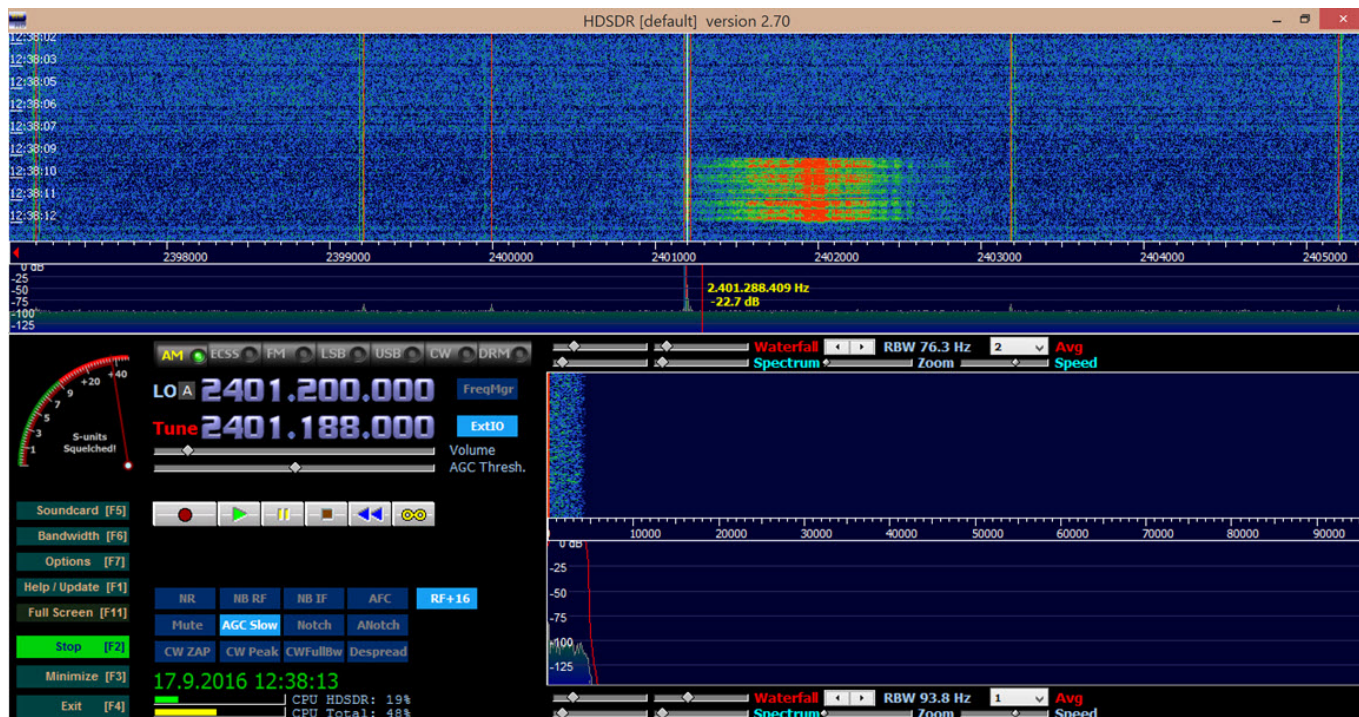 HDSDR [default] version 2.70
12:38:02
12:38:03
12:38:05
12:38:06
12:38:07
12:38:09
12:38:10
12:38:11
12:38:12
2398000 2399000 2400000 2401000 2402000 2403000 2404000 2405000
0 dB
-25
-50
-75
-100
-125
2.401.288.409 Hz
-22.7 dB
1 3 5 7 9 +20 +40
S-units
Squelched!
AM ECSS FM LSB USB CW DRM
LO A 2401.200.000 FreqMgr
Tune 2401.188.000 ExtIO
Volume
AGC Thresh.
Soundcard [F5]
Bandwidth [F6]
Options [F7]
Help / Update [F1]
Full Screen [F11]
Stop [F2]
Minimize [F3]
Exit [F4]
NR NB RF NB IF AFC RF+16
Mute AGC Slow Notch ANotch
CW ZAP CW Peak CWFullBw Despread
17.9.2016 12:38:13
CPU HDSDR: 19%
CPU Total: 48%
Waterfall RBW 76.3 Hz 2 Avg
Spectrum Zoom Speed
10000 20000 30000 40000 50000 60000 70000 80000 90000
0 dB
-25
-50
-75
-100
-125
Waterfall RBW 93.8 Hz 1 Avg
Spectrum Zoom Speed